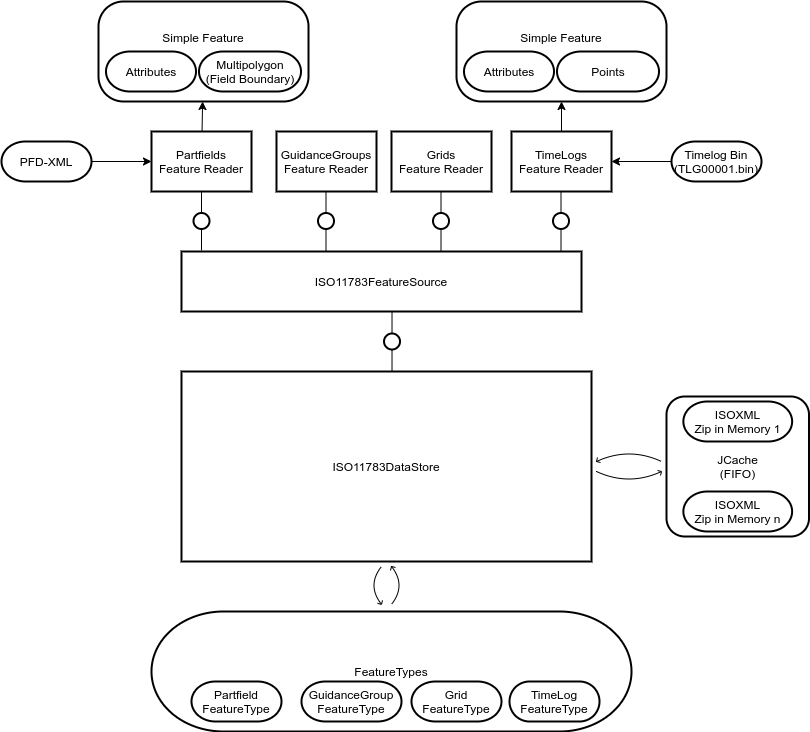 Simple Feature
Attributes
Multipolygon
(Field Boundary)
Simple Feature
Attributes
Points
PFD-XML
Partfields
Feature Reader
GuidanceGroups
Feature Reader
Grids
Feature Reader
TimeLogs
Feature Reader
Timelog Bin
(TLG00001.bin)
ISO11783FeatureSource
ISO11783DataStore
ISOXML
Zip in Memory 1
JCache
(FIFO)
ISOXML
Zip in Memory n
FeatureTypes
Partfield
FeatureType
GuidanceGroup
FeatureType
Grid
FeatureType
TimeLog
FeatureType